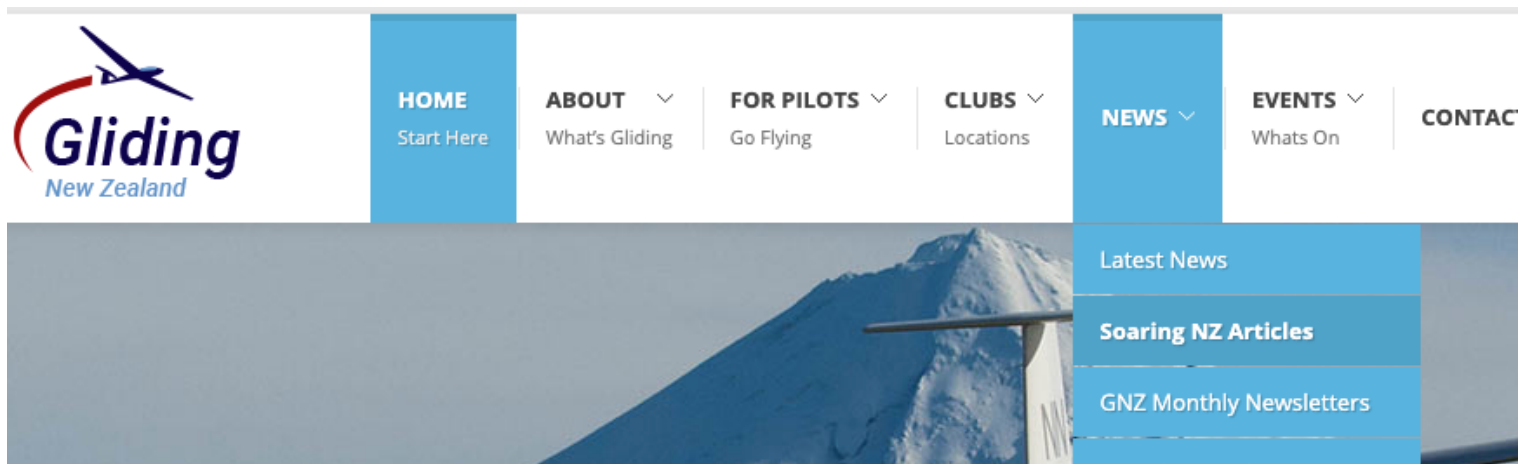 Gliding
New Zealand
HOME
Start Here
ABOUT
What's Gliding
FOR PILOTS
Go Flying
CLUBS
Locations
NEWS
EVENTS
Whats On
CONTACT
Latest News
Soaring NZ Articles
GNZ Monthly Newsletters